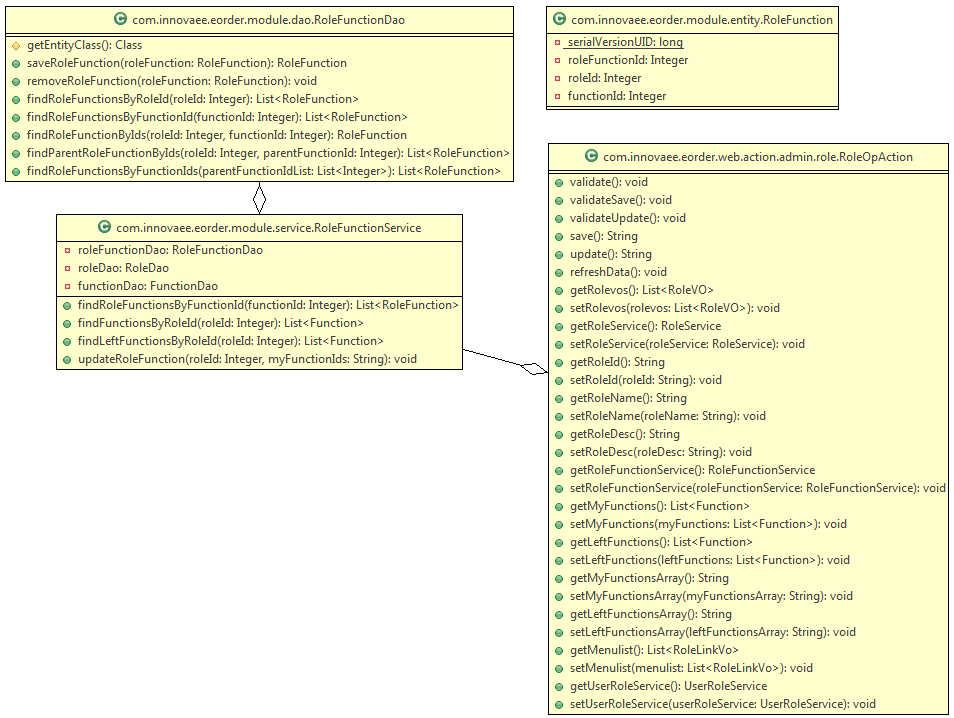 com.innovaee.eorder.module.dao.RoleFunctionDao
getEntityClass(): Class
saveRoleFunction(roleFunction: RoleFunction): RoleFunction
removeRoleFunction(roleFunction: RoleFunction): void
findRoleFunctionsByRoleId(roleId: Integer): List<RoleFunction>
findRoleFunctionsByFunctionId(functionId: Integer): List<RoleFunction>
findRoleFunctionByIds(roleId: Integer, functionId: Integer): RoleFunction
findParentRoleFunctionByIds(roleId: Integer, parentFunctionId: Integer): List<RoleFunction>
findRoleFunctionsByFunctionIds(parentFunctionIdList: List<Integer>): List<RoleFunction>
com.innovaee.eorder.module.entity.RoleFunction
serialVersionUID: long
roleFunctionId: Integer
roleId: Integer
functionId: Integer
com.innovaee.eorder.module.service.RoleFunctionService
roleFunctionDao: RoleFunctionDao
roleDao: RoleDao
functionDao: FunctionDao
findRoleFunctionsByFunctionId(functionId: Integer): List<RoleFunction>
findFunctionsByRoleId(roleId: Integer): List<Function>
findLeftFunctionsByRoleId(roleId: Integer): List<Function>
updateRoleFunction(roleId: Integer, myFunctionIds: String): void
com.innovaee.eorder.web.action.admin.role.RoleOpAction
validate(): void
validateSave(): void
validateUpdate(): void
save(): String
update(): String
refreshData(): void
getRolevos(): List<RoleVO>
setRolevos(rolevos: List<RoleVO>): void
getRoleService(): RoleService
setRoleService(roleService: RoleService): void
getRoleId(): String
setRoleId(roleId: String): void
getRoleName(): String
setRoleName(roleName: String): void
getRoleDesc(): String
setRoleDesc(roleDesc: String): void
getRoleFunctionService(): RoleFunctionService
setRoleFunctionService(roleFunctionService: RoleFunctionService): void
getMyFunctions(): List<Function>
setMyFunctions(myFunctions: List<Function>): void
getLeftFunctions(): List<Function>
setLeftFunctions(leftFunctions: List<Function>): void
getMyFunctionsArray(): String
setMyFunctionsArray(myFunctionsArray: String): void
getLeftFunctionsArray(): String
setLeftFunctionsArray(leftFunctionsArray: String): void
getMenulist(): List<RoleLinkVo>
setMenulist(menulist: List<RoleLinkVo>): void
getUserRoleService(): UserRoleService
setUserRoleService(userRoleService: UserRoleService): void